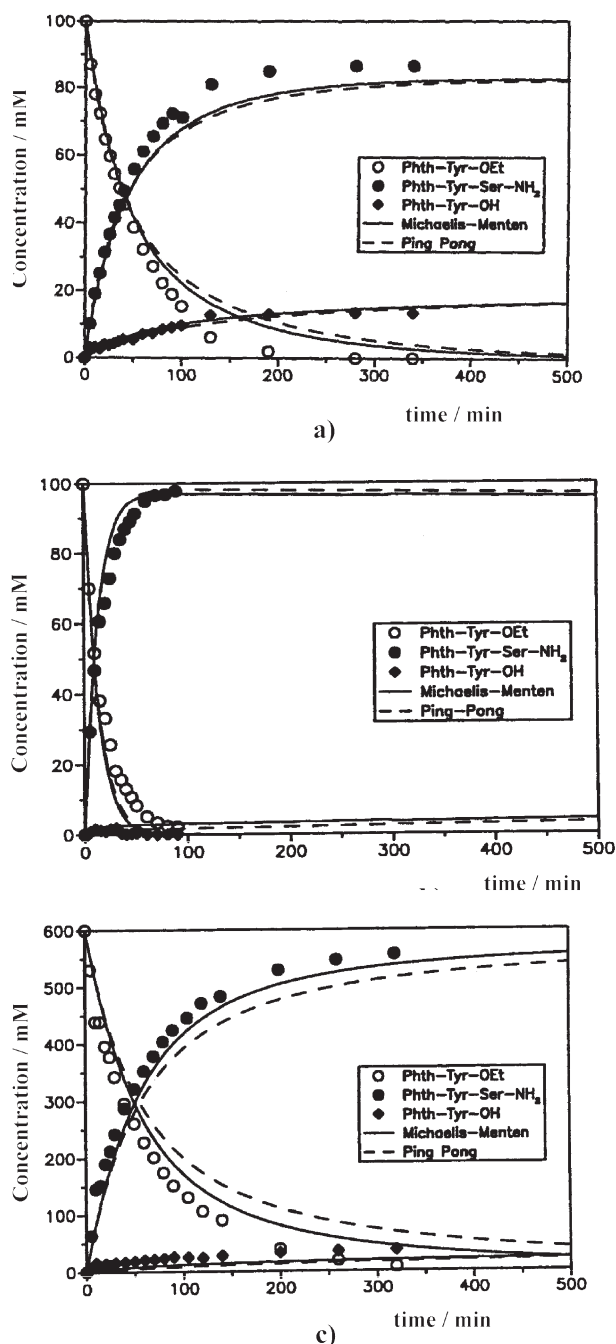 Concentration / mM
100
80
60
40
20
0
Phth-Tyr-OEt
Phth-Tyr-Ser-NH₂
Phth-Tyr-OH
Michaelis-Menten
Ping Pong
0 100 200 300 400 500
time / min
a)
Concentration / mM
100
80
60
40
20
0
Phth-Tyr-OEt
Phth-Tyr-Ser-NH₂
Phth-Tyr-OH
Michaelis-Menten
Ping-Pong
0 100 200 300 400 500
time / min
Concentration / mM
600
500
400
300
200
100
0
Phth-Tyr-OEt
Phth-Tyr-Ser-NH₂
Phth-Tyr-OH
Michaelis-Menten
Ping Pong
0 100 200 300 400 500
time / min
c)